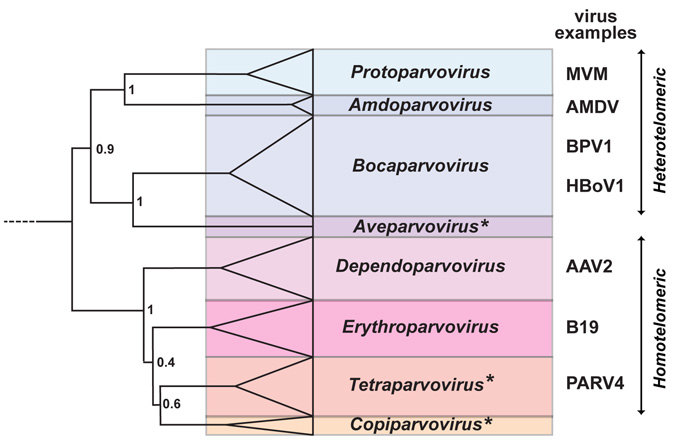 virus
examples
Protoparvovirus
MVM
1
Amdoparvovirus
AMDV
0.9
BPV1
Bocaparvovirus
HBoV1
1
Heterotelomeric
Aveparvovirus*
Dependoparvovirus
AAV2
1
Erythroparvovirus
B19
0.4
Tetraparvovirus*
PARV4
0.6
Copiparvovirus*
Homotelomeric